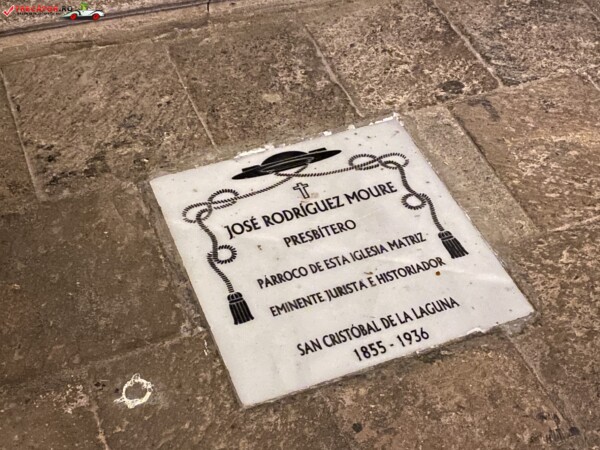 JOSÉ RODRÍGUEZ MOURE
PRESBÍTERO
PÁRROCO DE ESTA IGLESIA MATRIZ
EMINENTE JURISTA E HISTORIADOR
SAN CRISTÓBAL DE LA LAGUNA
1855 - 1936